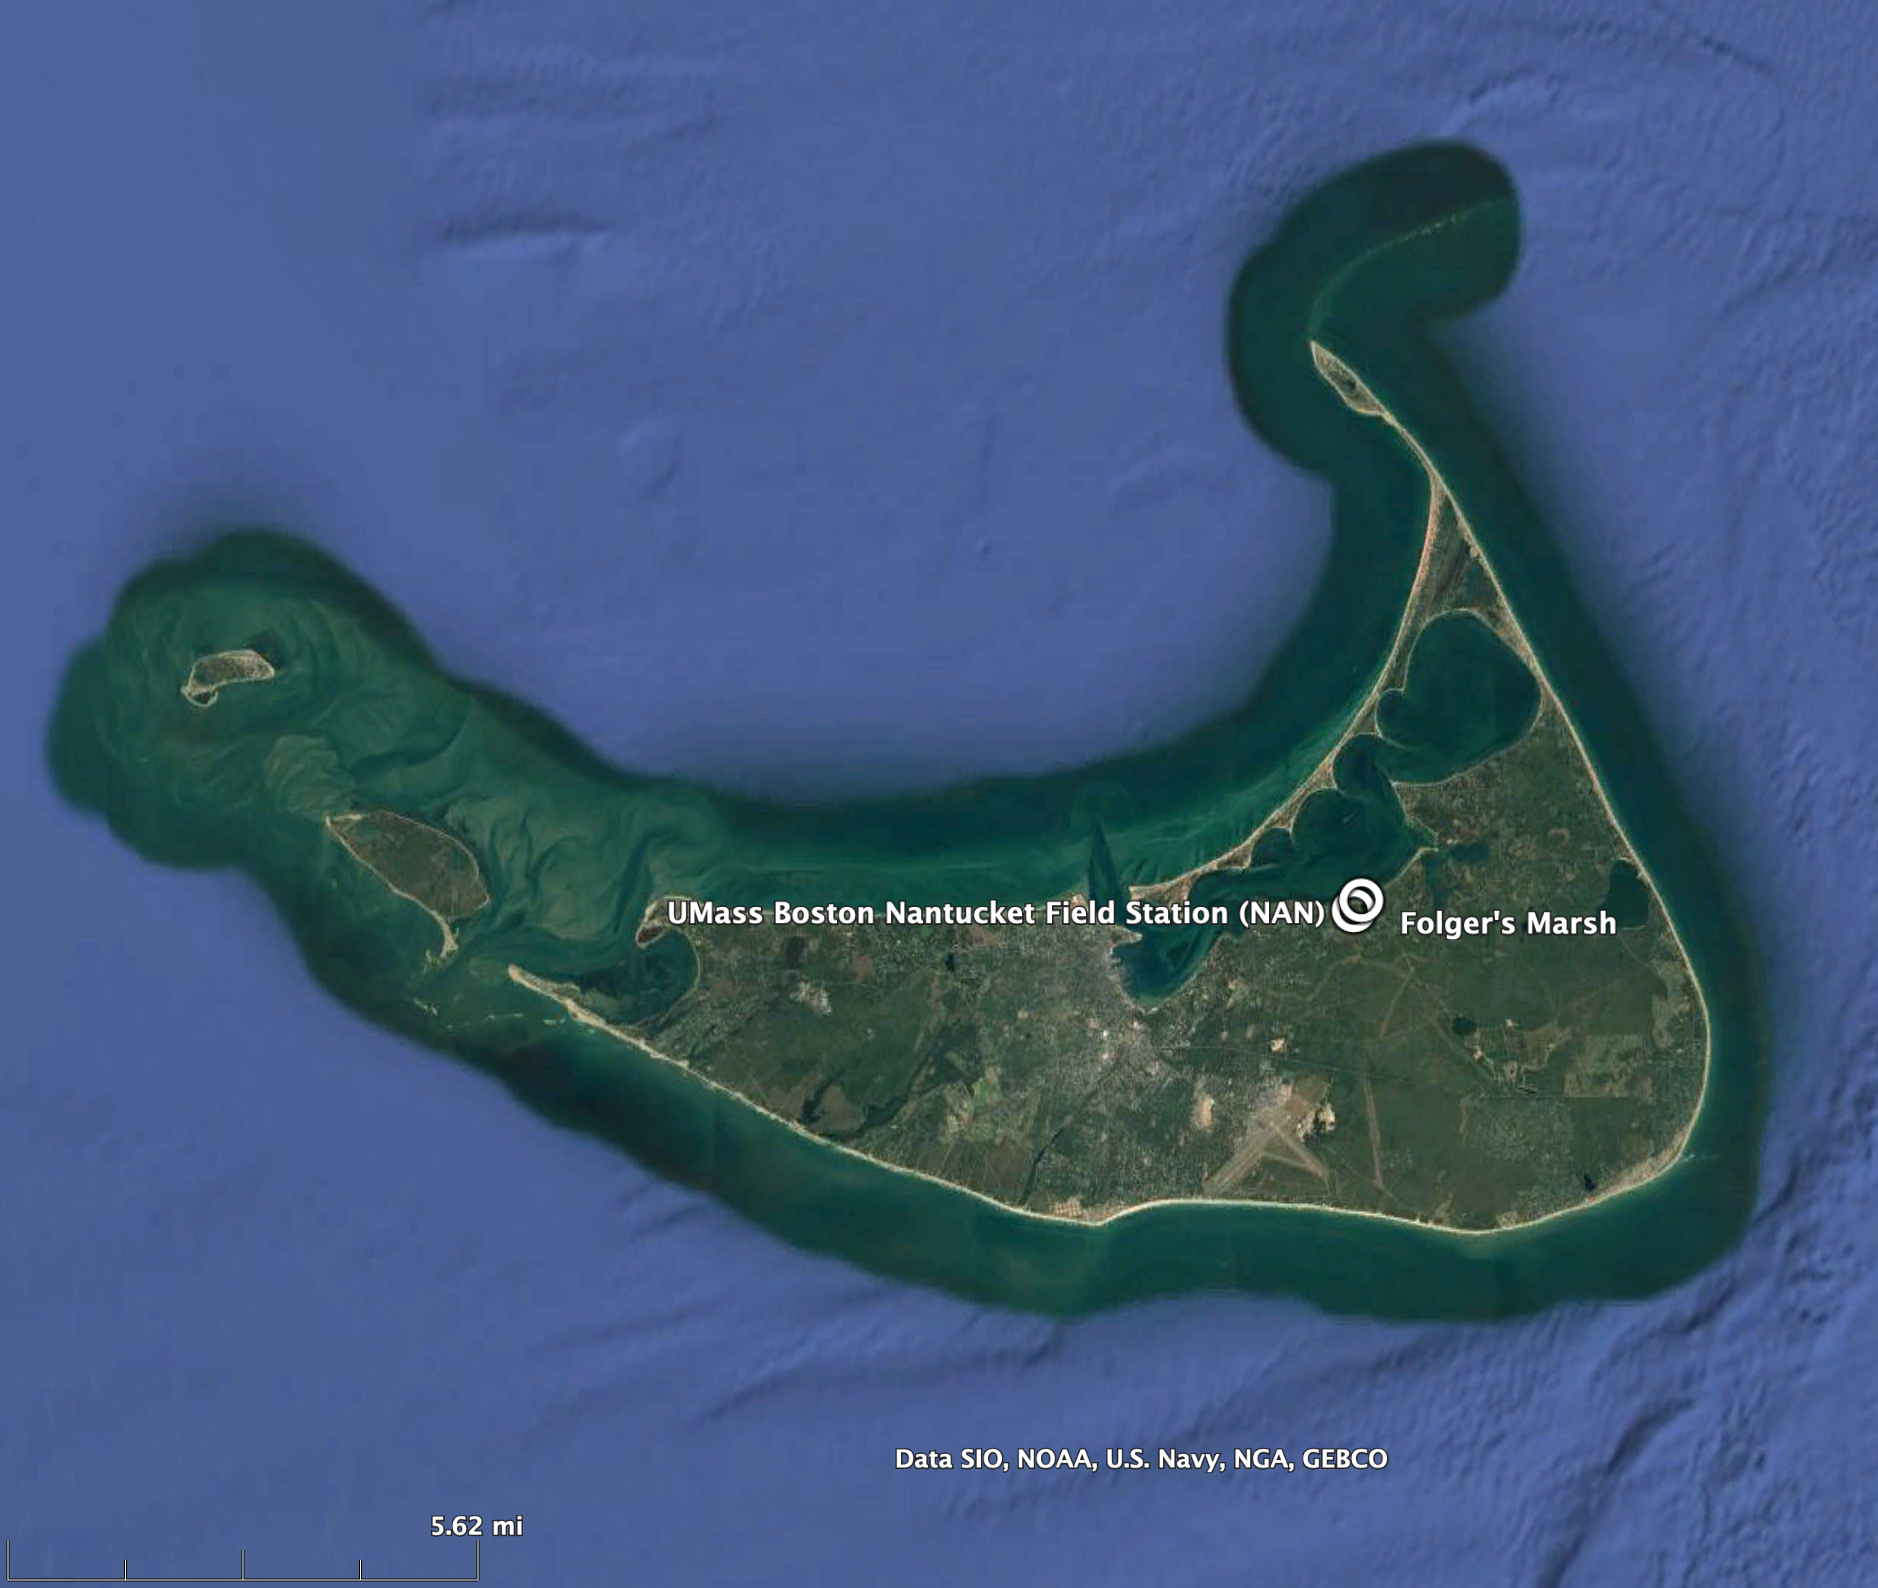 UMass Boston Nantucket Field Station (NAN)
Folger's Marsh
Data SIO, NOAA, U.S. Navy, NGA, GEBCO
5.62 mi